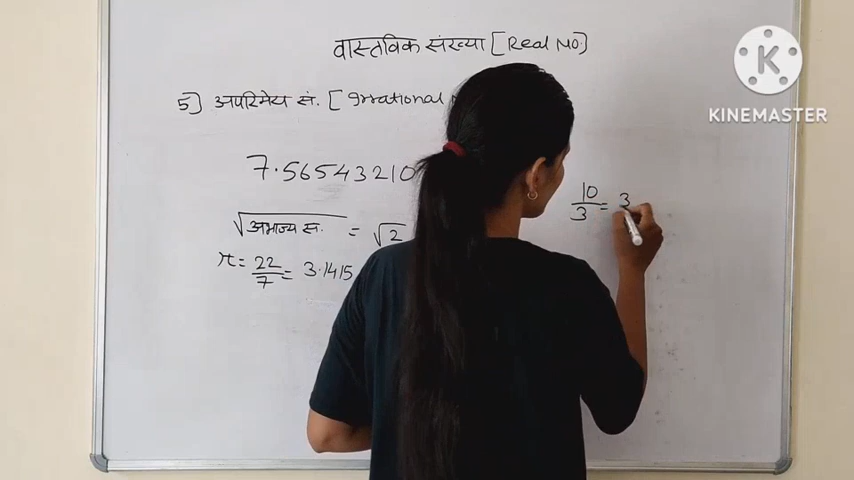 वास्तविक संख्या [Real No.]
5] अपरिमेय सं. [Irrational
7.56543210
√अभाज्य सं. = √2
π = 22/7 = 3.1415
10/3 = 3
K
KINEMASTER